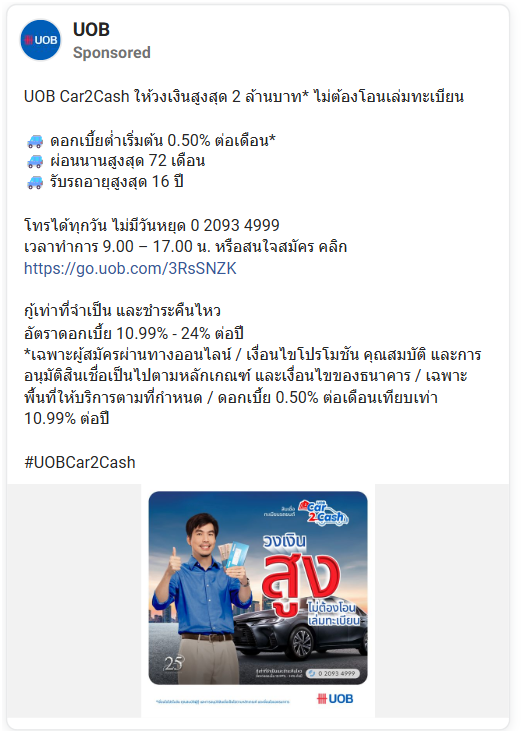 UOB
UOB
Sponsored
UOB Car2Cash ให้วงเงินสูงสุด 2 ล้านบาท* ไม่ต้องโอนเล่มทะเบียน
ดอกเบี้ยต่ำเริ่มต้น 0.50% ต่อเดือน*
ผ่อนนานสูงสุด 72 เดือน
รับรถอายุสูงสุด 16 ปี
โทรได้ทุกวัน ไม่มีวันหยุด 0 2093 4999
เวลาทำการ 9.00 – 17.00 น. หรือสนใจสมัคร คลิก
https://go.uob.com/3RsSNZK
กู้เท่าที่จำเป็น และชำระคืนไหว
อัตราดอกเบี้ย 10.99% - 24% ต่อปี
*เฉพาะผู้สมัครผ่านทางออนไลน์ / เงื่อนไขโปรโมชัน คุณสมบัติ และการ
อนุมัติสินเชื่อเป็นไปตามหลักเกณฑ์ และเงื่อนไขของธนาคาร / เฉพาะ
พื้นที่ให้บริการตามที่กำหนด / ดอกเบี้ย 0.50% ต่อเดือนเทียบเท่า
10.99% ต่อปี
#UOBCar2Cash
สินเชื่อ
ทะเบียนรถยนต์
Car
2Cash
วงเงิน
สูง
ไม่ต้องโอน
เล่มทะเบียน
25
0 2093 4999
UOB